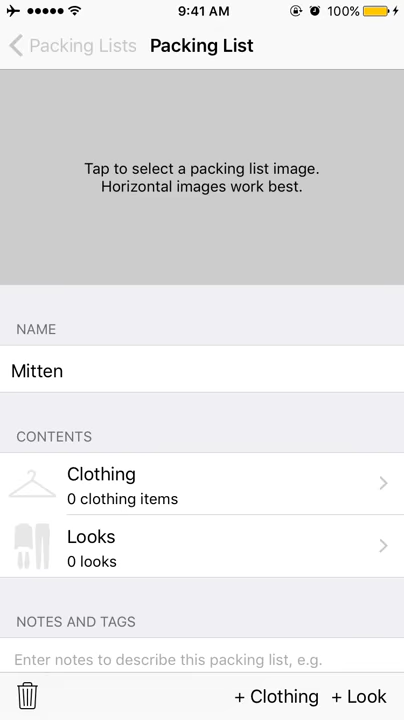 9:41 AM
100%
Packing Lists
Packing List
Tap to select a packing list image.
Horizontal images work best.
NAME
Mitten
CONTENTS
Clothing
0 clothing items
Looks
0 looks
NOTES AND TAGS
Enter notes to describe this packing list, e.g.
+ Clothing + Look